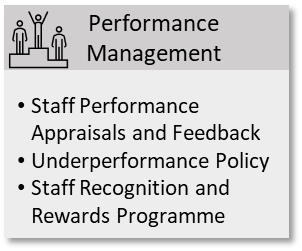 Performance
Management
• Staff Performance
Appraisals and Feedback
• Underperformance Policy
• Staff Recognition and
Rewards Programme